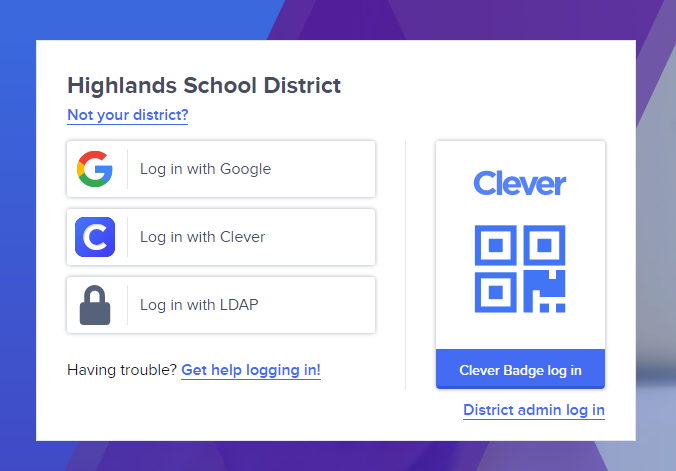 Highlands School District
Not your district?
Log in with Google
Log in with Clever
Log in with LDAP
Having trouble? Get help logging in!
Clever
Clever Badge log in
District admin log in